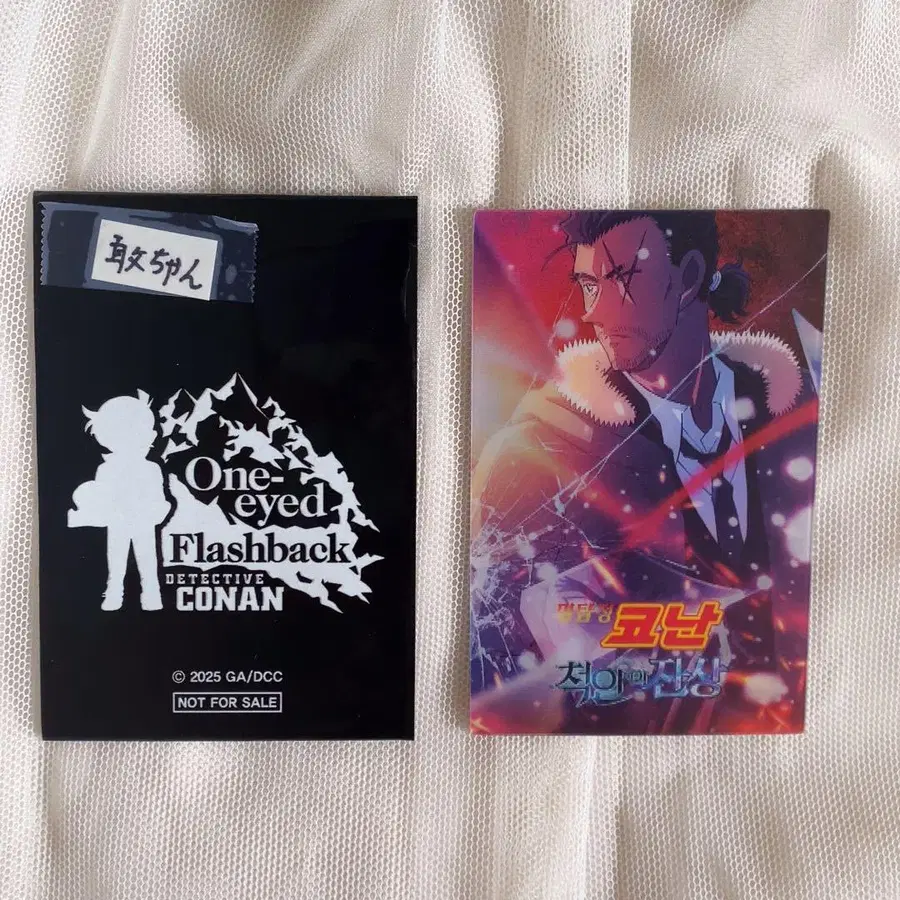 敢ちゃん
One-
eyed
Flashback
DETECTIVE
CONAN
© 2025 GA/DCC
NOT FOR SALE
명탐정 코난
척안의 잔상